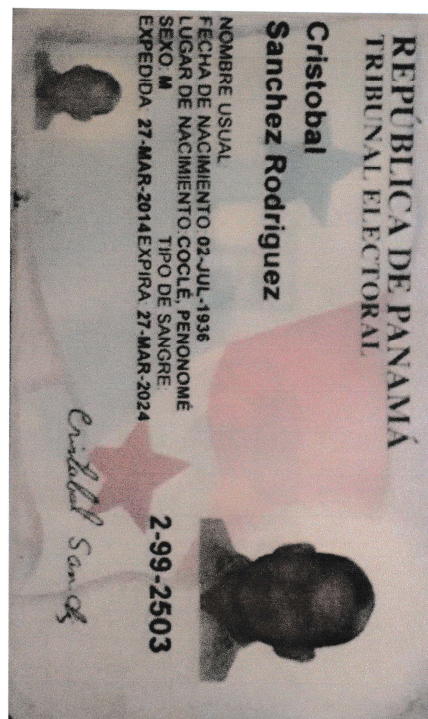 REPÚBLICA DE PANAMÁ
TRIBUNAL ELECTORAL
Cristobal
Sanchez Rodriguez
NOMBRE USUAL
FECHA DE NACIMIENTO: 02-JUL-1936
LUGAR DE NACIMIENTO: COCLÉ, PENONOMÉ
SEXO: M TIPO DE SANGRE:
EXPEDIDA: 27-MAR-2014 EXPIRA: 27-MAR-2024
2-99-2503
Cristobal Sanch